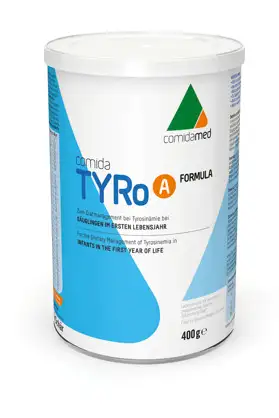 comidamed
comida
TYRo A FORMULA
Zum Diätmanagement bei Tyrosinämie bei
SÄUGLINGEN IM ERSTEN LEBENSJAHR
For the Dietary Management of Tyrosinemia in
INFANTS IN THE FIRST YEAR OF LIFE
400g e